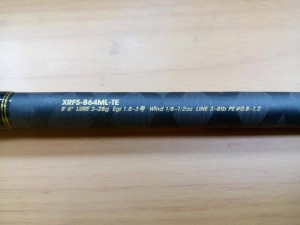 XRFS-864ML-TE
8'6" LURE 3-28g Egi 1.8-3号 Wind 1/8-1/2oz LINE 3-8lb PE #0.5-1.2